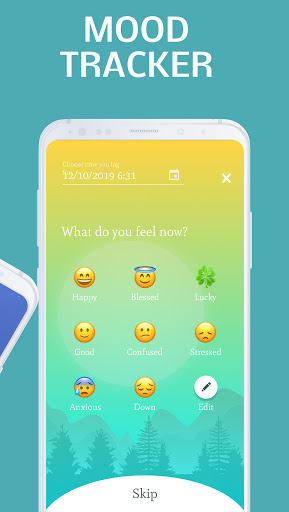 MOOD
TRACKER
Choose time you log
12/10/2019 6:31
What do you feel now?
Happy
Blessed
Lucky
Good
Confused
Stressed
Anxious
Down
Edit
Skip